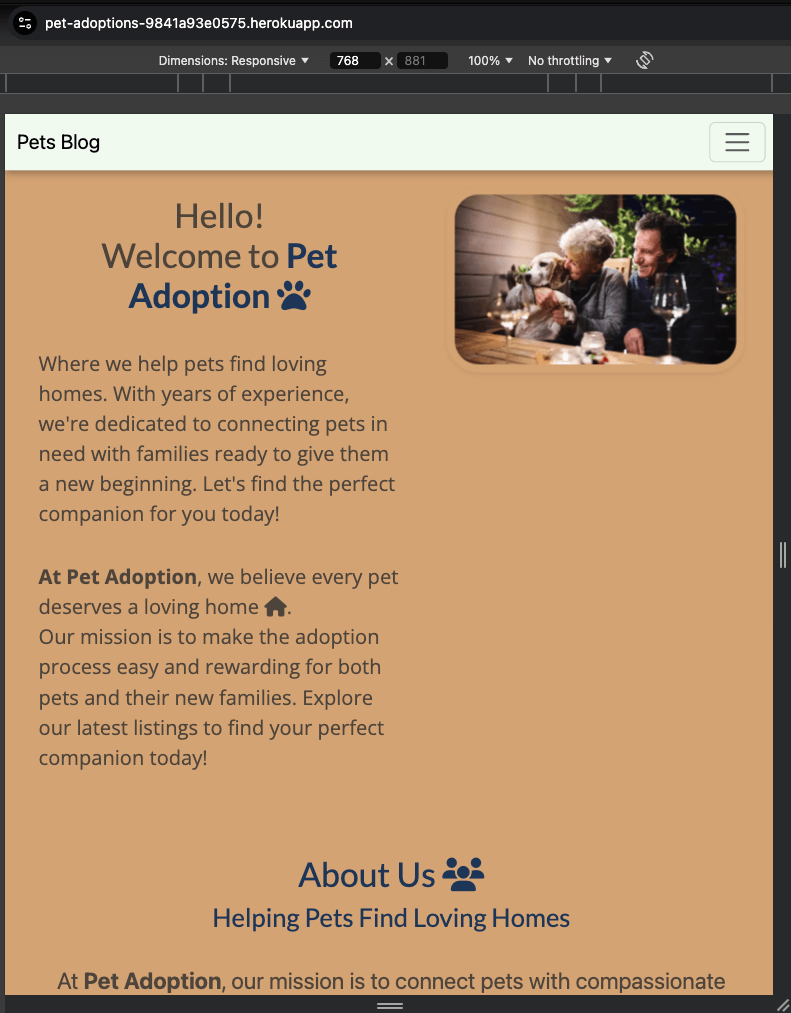 pet-adoptions-9841a93e0575.herokuapp.com
Dimensions: Responsive 768 × 881 100% No throttling
Pets Blog
Hello!
Welcome to Pet
Adoption
Where we help pets find loving
homes. With years of experience,
we're dedicated to connecting pets in
need with families ready to give them
a new beginning. Let's find the perfect
companion for you today!
At Pet Adoption, we believe every pet
deserves a loving home .
Our mission is to make the adoption
process easy and rewarding for both
pets and their new families. Explore
our latest listings to find your perfect
companion today!
About Us
Helping Pets Find Loving Homes
At Pet Adoption, our mission is to connect pets with compassionate